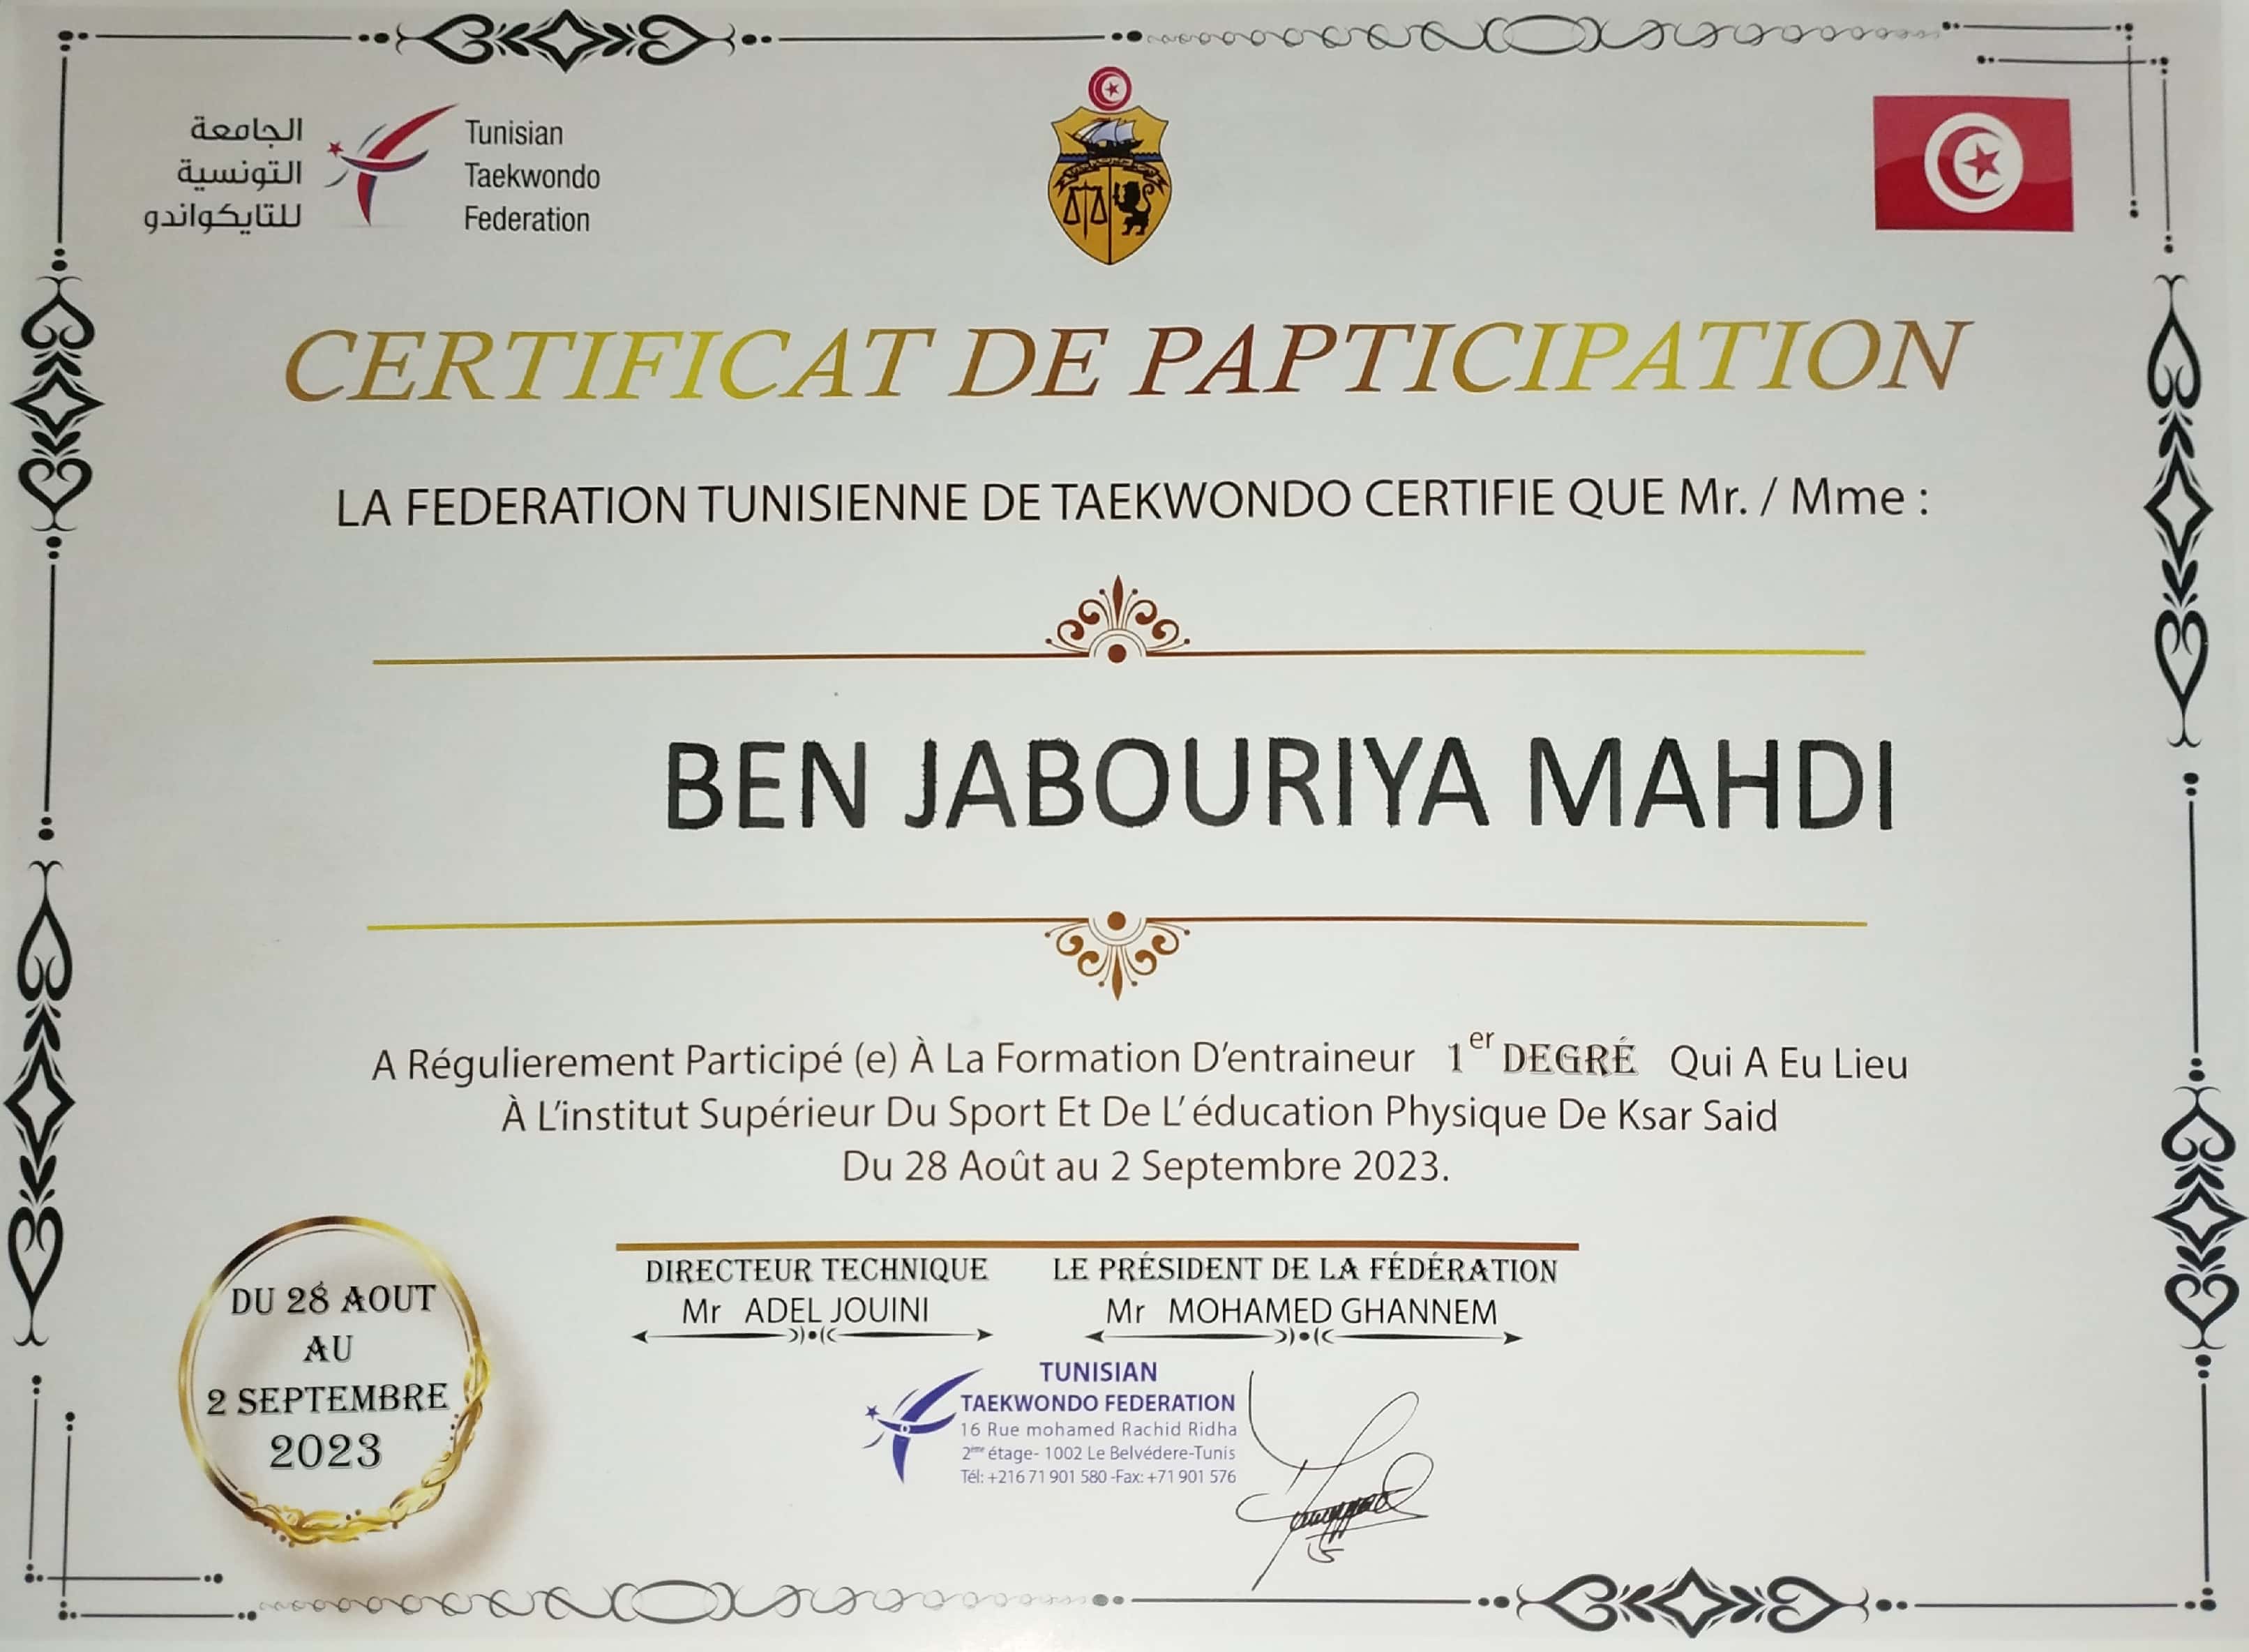 الجامعة
التونسية
للتايكواندو
Tunisian
Taekwondo
Federation
CERTIFICAT DE PAPTICIPATION
LA FEDERATION TUNISIENNE DE TAEKWONDO CERTIFIE QUE Mr. / Mme :
BEN JABOURIYA MAHDI
A Régulierement Participé (e) À La Formation D'entraineur 1er DEGRÉ Qui A Eu Lieu
À L'institut Supérieur Du Sport Et De L' éducation Physique De Ksar Said
Du 28 Août au 2 Septembre 2023.
DU 28 AOUT
AU
2 SEPTEMBRE
2023
DIRECTEUR TECHNIQUE
Mr ADEL JOUINI
LE PRÉSIDENT DE LA FÉDÉRATION
Mr MOHAMED GHANNEM
TUNISIAN
TAEKWONDO FEDERATION
16 Rue mohamed Rachid Ridha
2ème étage- 1002 Le Belvédere-Tunis
Tél: +216 71 901 580 -Fax: +71 901 576